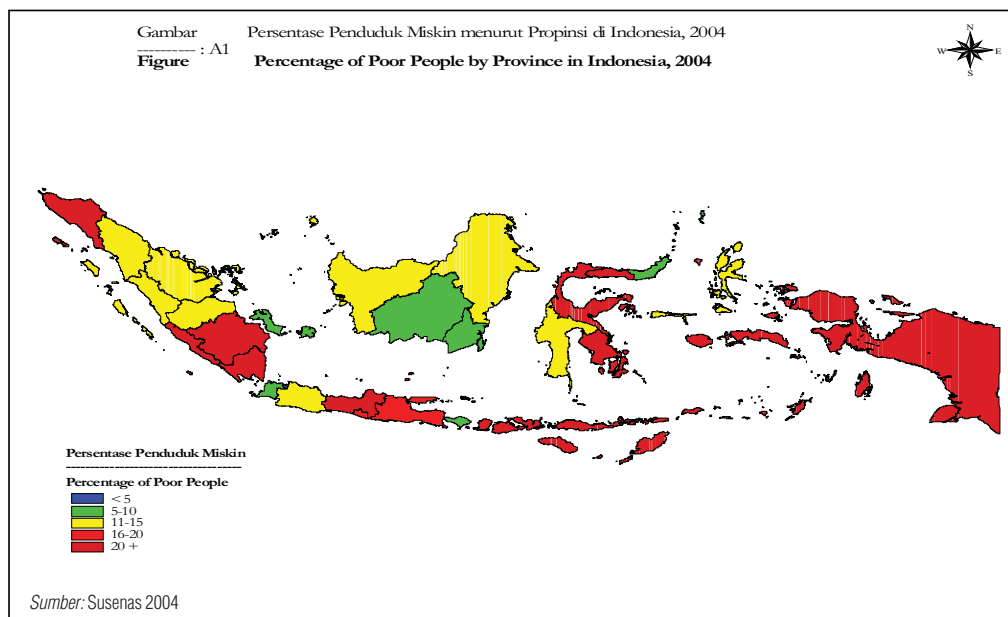 Gambar Persentase Penduduk Miskin menurut Propinsi di Indonesia, 2004
---------- : A1
Figure Percentage of Poor People by Province in Indonesia, 2004
N
W E
S
Persentase Penduduk Miskin
------------------------------------
Percentage of Poor People
< 5
5-10
11-15
16-20
20 +
Sumber: Susenas 2004